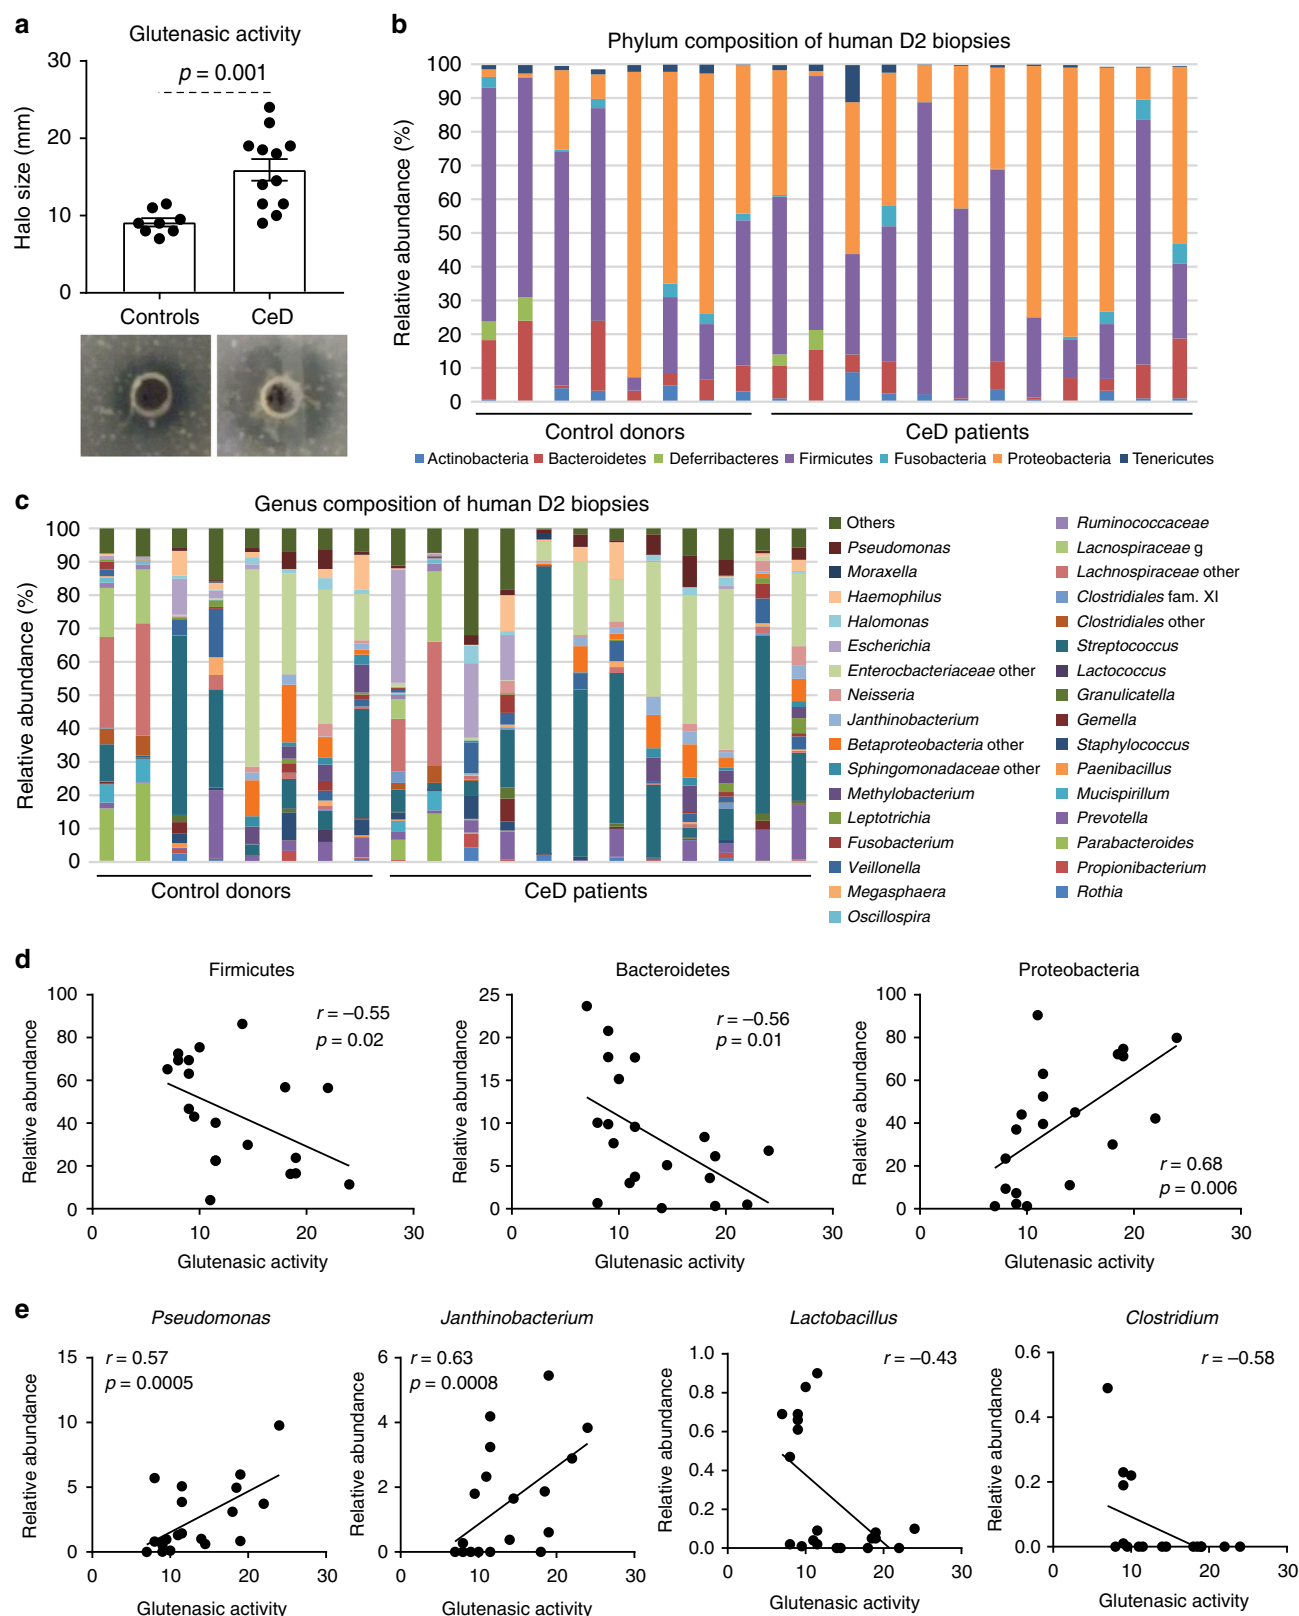 a
Glutenasic activity
p = 0.001
Halo size (mm)
30
20
10
0
Controls CeD
b
Phylum composition of human D2 biopsies
Relative abundance (%)
100
90
80
70
60
50
40
30
20
10
0
Control donors CeD patients
Actinobacteria Bacteroidetes Deferribacteres Firmicutes Fusobacteria Proteobacteria Tenericutes
c
Genus composition of human D2 biopsies
Relative abundance (%)
100
90
80
70
60
50
40
30
20
10
0
Control donors CeD patients
Others
Pseudomonas
Moraxella
Haemophilus
Halomonas
Escherichia
Enterobacteriaceae other
Neisseria
Janthinobacterium
Betaproteobacteria other
Sphingomonadaceae other
Methylobacterium
Leptotrichia
Fusobacterium
Veillonella
Megasphaera
Oscillospira
Ruminococcaceae
Lacnospiraceae g
Lachnospiraceae other
Clostridiales fam. XI
Clostridiales other
Streptococcus
Lactococcus
Granulicatella
Gemella
Staphylococcus
Paenibacillus
Mucispirillum
Prevotella
Parabacteroides
Propionibacterium
Rothia
d
Firmicutes
r = –0.55
p = 0.02
Relative abundance
100
80
60
40
20
0
0 10 20 30
Glutenasic activity
Bacteroidetes
r = –0.56
p = 0.01
Relative abundance
25
20
15
10
5
0
0 10 20 30
Glutenasic activity
Proteobacteria
r = 0.68
p = 0.006
Relative abundance
100
80
60
40
20
0
0 10 20 30
Glutenasic activity
e
Pseudomonas
r = 0.57
p = 0.0005
Relative abundance
15
10
5
0
0 10 20 30
Glutenasic activity
Janthinobacterium
r = 0.63
p = 0.0008
Relative abundance
6
4
2
0
0 10 20 30
Glutenasic activity
Lactobacillus
r = –0.43
Relative abundance
1.0
0.8
0.6
0.4
0.2
0.0
0 10 20 30
Glutenasic activity
Clostridium
r = –0.58
Relative abundance
0.6
0.4
0.2
0.0
0 10 20 30
Glutenasic activity